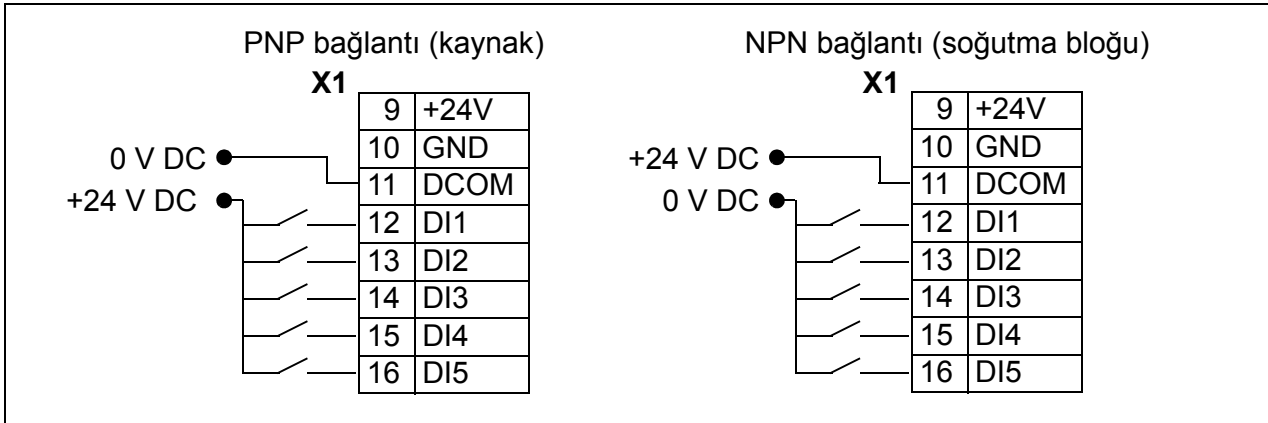 PNP bağlantı (kaynak)
X1
9 +24V
10 GND
0 V DC
11 DCOM
+24 V DC
12 DI1
13 DI2
14 DI3
15 DI4
16 DI5
NPN bağlantı (soğutma bloğu)
X1
9 +24V
10 GND
+24 V DC
11 DCOM
0 V DC
12 DI1
13 DI2
14 DI3
15 DI4
16 DI5